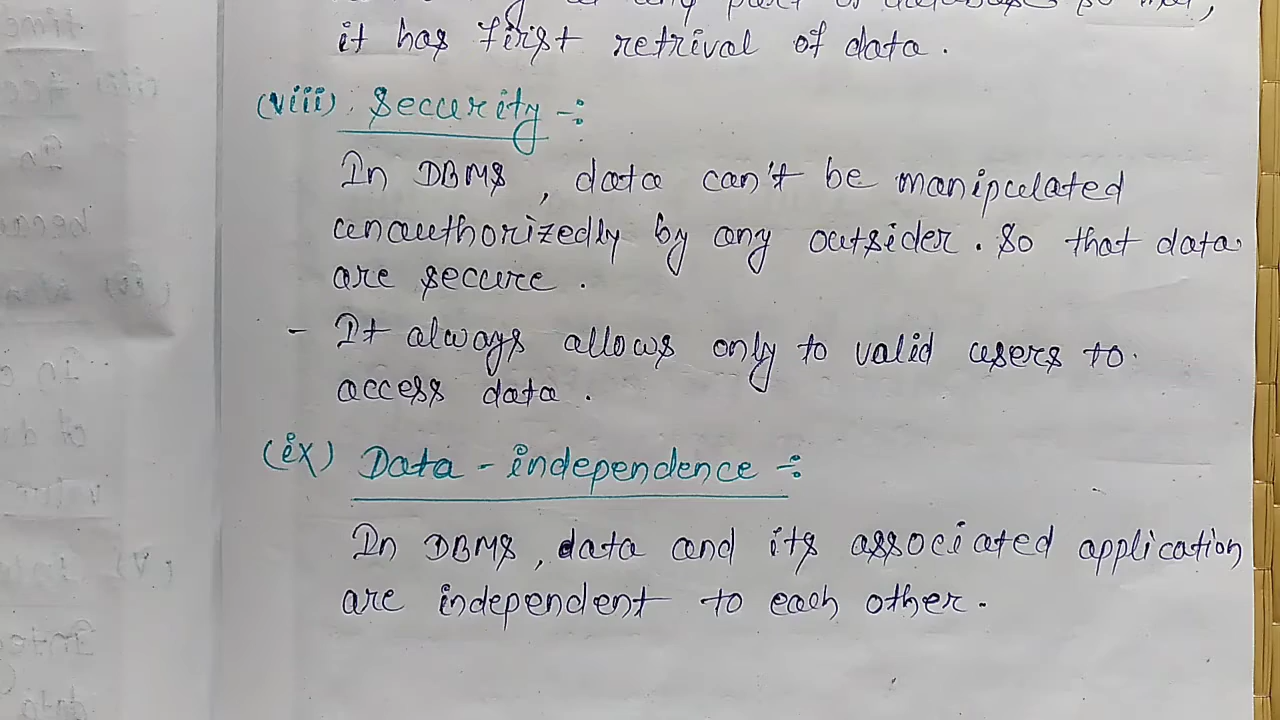 it has first retrival of data.
(viii) Security -:
In DBMS, data can't be manipulated
unauthorizedly by any outsider. So that data
are secure.
- It always allows only to valid users to
access data.
(ix) Data - independence -:
In DBMS, data and its associated application
are independent to each other.